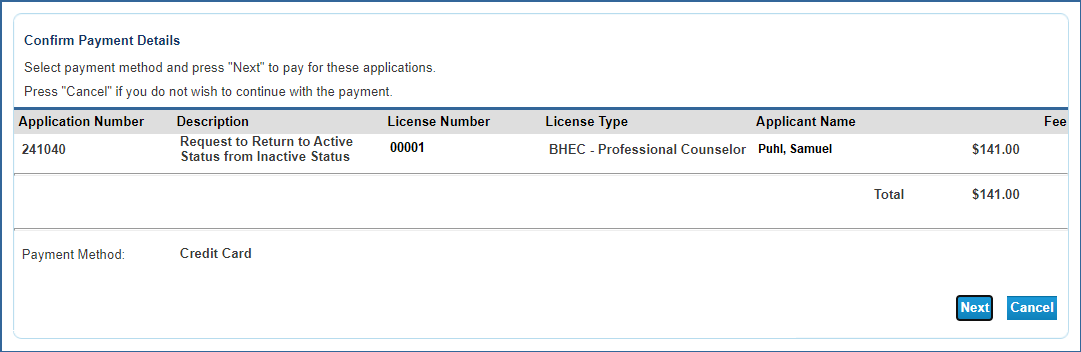 Confirm Payment Details
Select payment method and press "Next" to pay for these applications.
Press "Cancel" if you do not wish to continue with the payment.
Application Number Description License Number License Type Applicant Name Fee
241040 Request to Return to Active Status from Inactive Status 00001 BHEC - Professional Counselor Puhl, Samuel $141.00
Total $141.00
Payment Method: Credit Card
Next Cancel